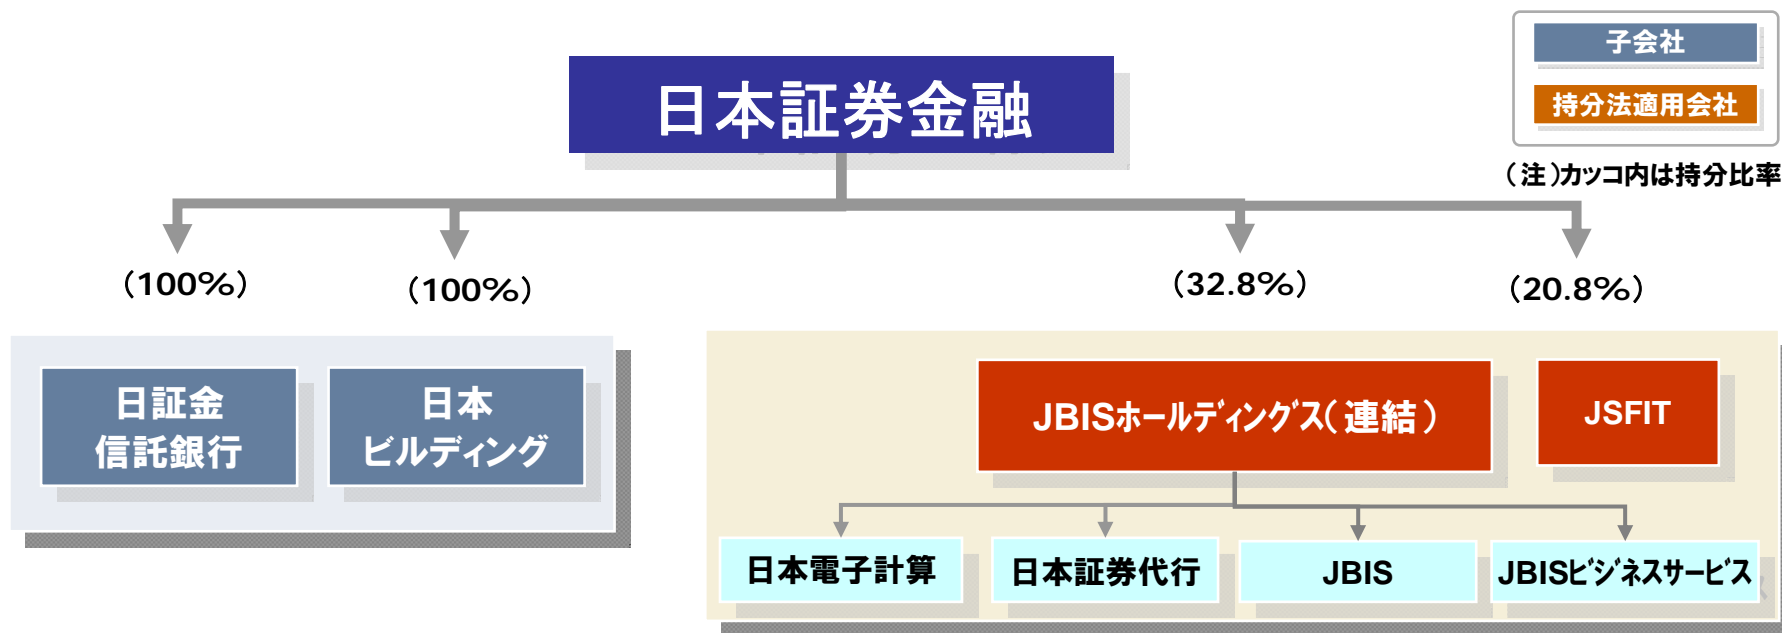 子会社
持分法適用会社
（注）カッコ内は持分比率
日本証券金融
（100％）
（100％）
（32.8％）
（20.8％）
日証金
信託銀行
日本
ビルディング
JBISホールディングス（連結）
JSFIT
日本電子計算
日本証券代行
JBIS
JBISビジネスサービス